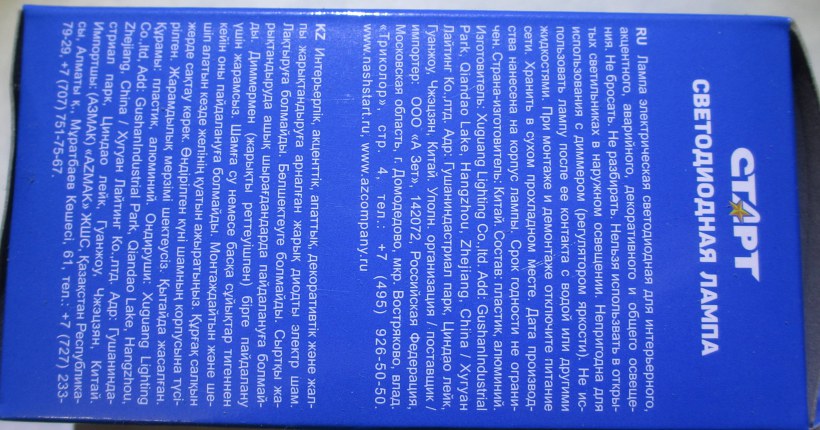 СТАРТ
СВЕТОДИОДНАЯ ЛАМПА
RU Лампа электрическая светодиодная для интерьерного,
акцентного, аварийного, декоративного и общего освеще-
ния. Не бросать. Не разбирать. Нельзя использвать в откры-
тых светильниках в наружном освещении. Непригодна для
использования с диммером (регулятором яркости). Не ис-
пользовать лампу после ее контакта с водой или другими
жидкостями. При монтаже и демонтаже отключите питание
сети. Хранить в сухом прохладном месте. Дата производ-
ства нанесена на корпус лампы. Срок годности не ограни-
чен. Страна-изготовитель: Китай. Состав: пластик, алюминий.
Изготовитель: Xuguang Lighting Co.,ltd, Add: GushanIndustrial
Park, Qiandao Lake, Hangzhou, Zhejiang, China / Хугуан
Лайтинг Ко.,лтд, Адр: Гушаниндастриал парк, Циндао лейк,
Гуанжоу, Чжэцзян, Китай. Уполн. организация / поставщик /
импортер: ООО «А Зет», 142072, Российская Федерация,
Московская область, г. Домодедово, мкр. Востряково, влад.
«Триколор», стр. 4, тел.: +7 (495) 926-50-50.
www.nashstart.ru, www.azcompany.ru
KZ Интерьерлік, акценттік, апаттық, декоративтік және жал-
пы жарықтандыруға арналған жарық диодты электр шам.
Лақтыруға болмайды. Бөлшектеуге болмайды. Сыртқы жа-
рықтандыруда ашық шырағдандарда пайдалануға болмай-
ды. Диммермен (жарықты реттеуішпен) бірге пайдалану
үшін жарамсыз. Шамға су немесе басқа сұйықтар тигеннен
кейін оны пайдалануға болмайды. Монтаждайтын және ше-
шіп алатын кезде желінің қуатын ажыратыңыз. Құрғақ салқын
жерде сақтау керек. Өндірілген күні шамның корпусына түсі-
рілген. Жарамдылық мерзімі шектеусіз. Қытайда жасалған.
Құрамы: пластик, алюминий. Өндируши: Xuguang Lighting
Co.,ltd, Add: GushanIndustrial Park, Qiandao Lake, Hangzhou,
Zhejiang, China / Хугуан Лайтинг Ко.,лтд. Адр: Гушанинда-
стриал парк, Циндао лейк, Гуанжоу, Чжэцзян, Китай.
Импортшы: (АЗМАК) «AZMAK» ЖШС, Қазақстан Республика-
сы, Алматы қ., Муратбаев Көшесі, 61, тел.: +7 (727) 233-
79-29, +7 (707) 751-75-67.